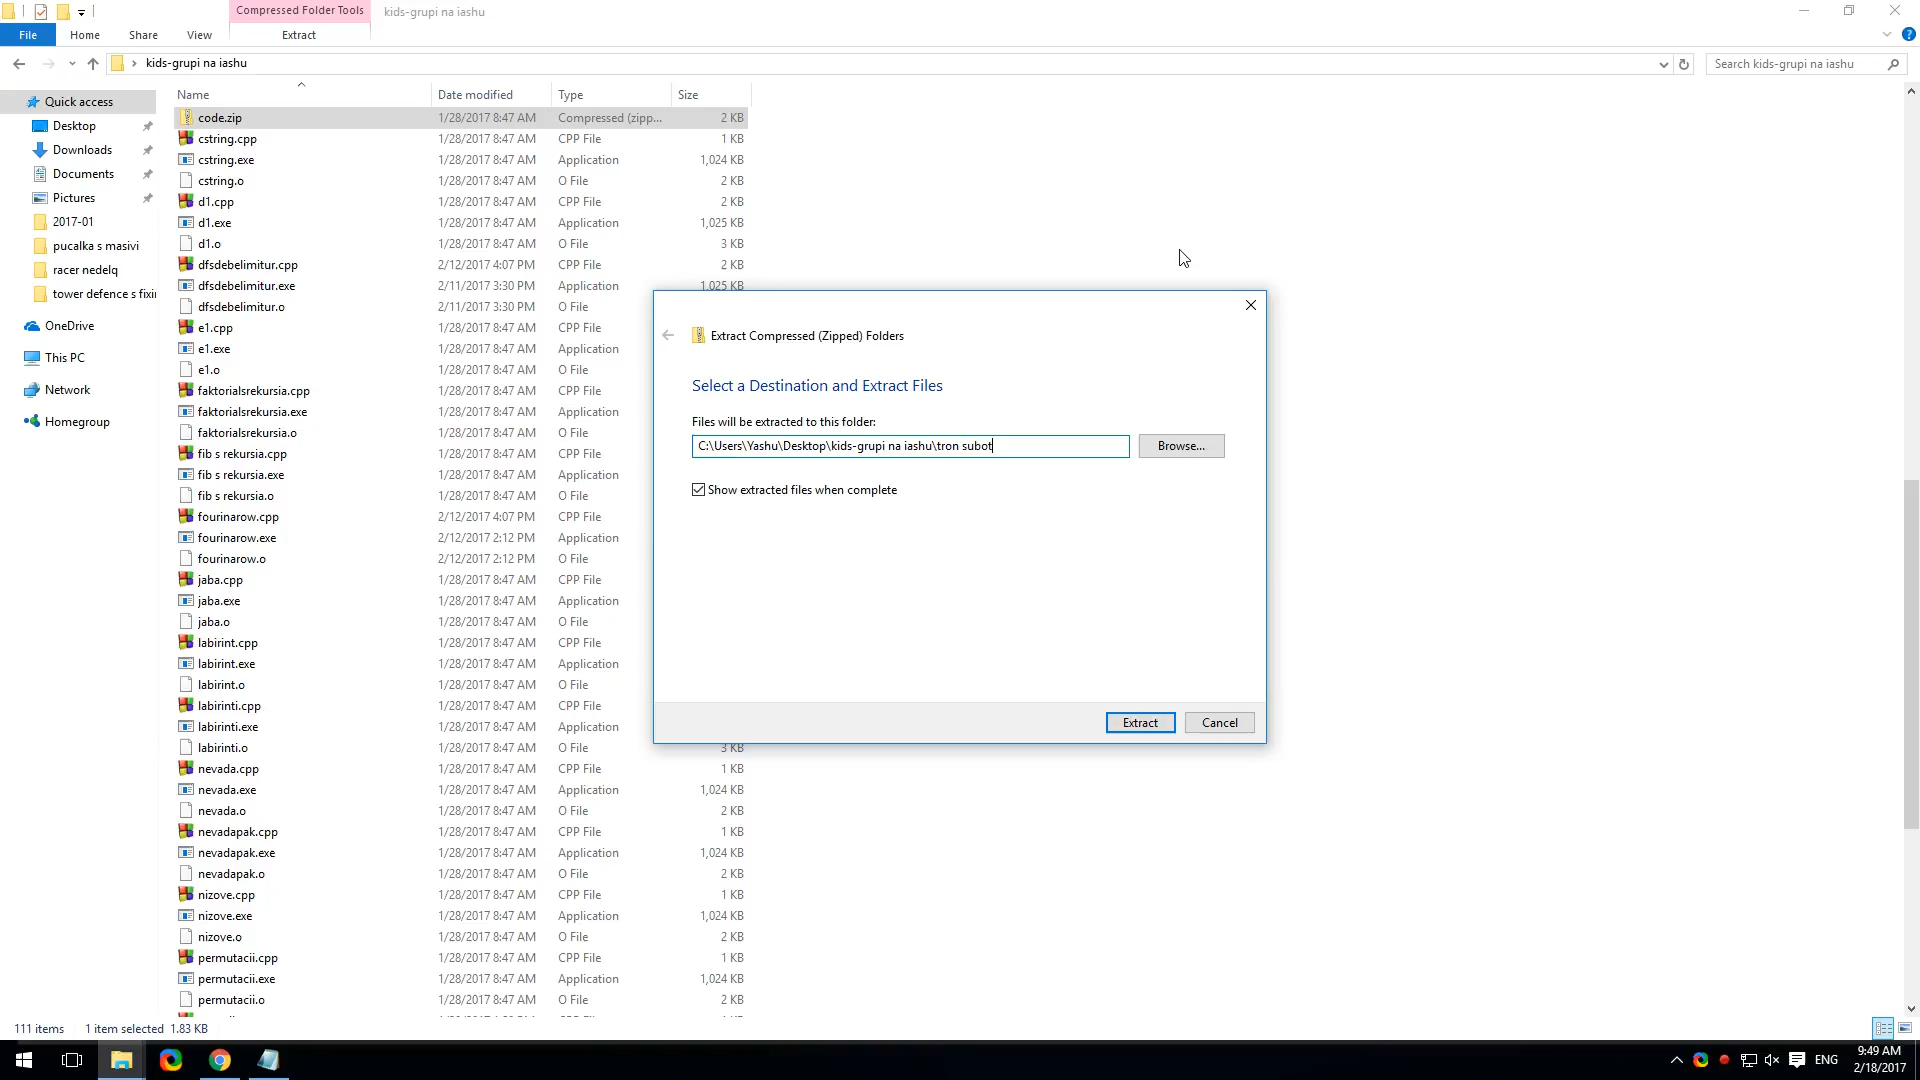 Compressed Folder Tools
kids-grupi na iashu
File
Home
Share
View
Extract
kids-grupi na iashu
Search kids-grupi na iashu
Quick access
Desktop
Downloads
Documents
Pictures
2017-01
pucalka s masivi
racer nedelq
tower defence s fixin
OneDrive
This PC
Network
Homegroup
Name Date modified Type Size
code.zip 1/28/2017 8:47 AM Compressed (zipp... 2 KB
cstring.cpp 1/28/2017 8:47 AM CPP File 1 KB
cstring.exe 1/28/2017 8:47 AM Application 1,024 KB
cstring.o 1/28/2017 8:47 AM O File 2 KB
d1.cpp 1/28/2017 8:47 AM CPP File 2 KB
d1.exe 1/28/2017 8:47 AM Application 1,025 KB
d1.o 1/28/2017 8:47 AM O File 3 KB
dfsdebelimitur.cpp 2/12/2017 4:07 PM CPP File 2 KB
dfsdebelimitur.exe 2/11/2017 3:30 PM Application 1,025 KB
dfsdebelimitur.o 2/11/2017 3:30 PM O File
e1.cpp 1/28/2017 8:47 AM CPP File
e1.exe 1/28/2017 8:47 AM Application
e1.o 1/28/2017 8:47 AM O File
faktorialsrekursia.cpp 1/28/2017 8:47 AM CPP File
faktorialsrekursia.exe 1/28/2017 8:47 AM Application
faktorialsrekursia.o 1/28/2017 8:47 AM O File
fib s rekursia.cpp 1/28/2017 8:47 AM CPP File
fib s rekursia.exe 1/28/2017 8:47 AM Application
fib s rekursia.o 1/28/2017 8:47 AM O File
fourinarow.cpp 2/12/2017 4:07 PM CPP File
fourinarow.exe 2/12/2017 2:12 PM Application
fourinarow.o 2/12/2017 2:12 PM O File
jaba.cpp 1/28/2017 8:47 AM CPP File
jaba.exe 1/28/2017 8:47 AM Application
jaba.o 1/28/2017 8:47 AM O File
labirint.cpp 1/28/2017 8:47 AM CPP File
labirint.exe 1/28/2017 8:47 AM Application
labirint.o 1/28/2017 8:47 AM O File
labirinti.cpp 1/28/2017 8:47 AM CPP File
labirinti.exe 1/28/2017 8:47 AM Application
labirinti.o 1/28/2017 8:47 AM O File 3 KB
nevada.cpp 1/28/2017 8:47 AM CPP File 1 KB
nevada.exe 1/28/2017 8:47 AM Application 1,024 KB
nevada.o 1/28/2017 8:47 AM O File 2 KB
nevadapak.cpp 1/28/2017 8:47 AM CPP File 1 KB
nevadapak.exe 1/28/2017 8:47 AM Application 1,024 KB
nevadapak.o 1/28/2017 8:47 AM O File 2 KB
nizove.cpp 1/28/2017 8:47 AM CPP File 1 KB
nizove.exe 1/28/2017 8:47 AM Application 1,024 KB
nizove.o 1/28/2017 8:47 AM O File 2 KB
permutacii.cpp 1/28/2017 8:47 AM CPP File 1 KB
permutacii.exe 1/28/2017 8:47 AM Application 1,024 KB
permutacii.o 1/28/2017 8:47 AM O File 2 KB
Extract Compressed (Zipped) Folders
Select a Destination and Extract Files
Files will be extracted to this folder:
C:\Users\Yashu\Desktop\kids-grupi na iashu\tron subot
Browse...
Show extracted files when complete
Extract
Cancel
111 items 1 item selected 1.83 KB
ENG
9:49 AM
2/18/2017